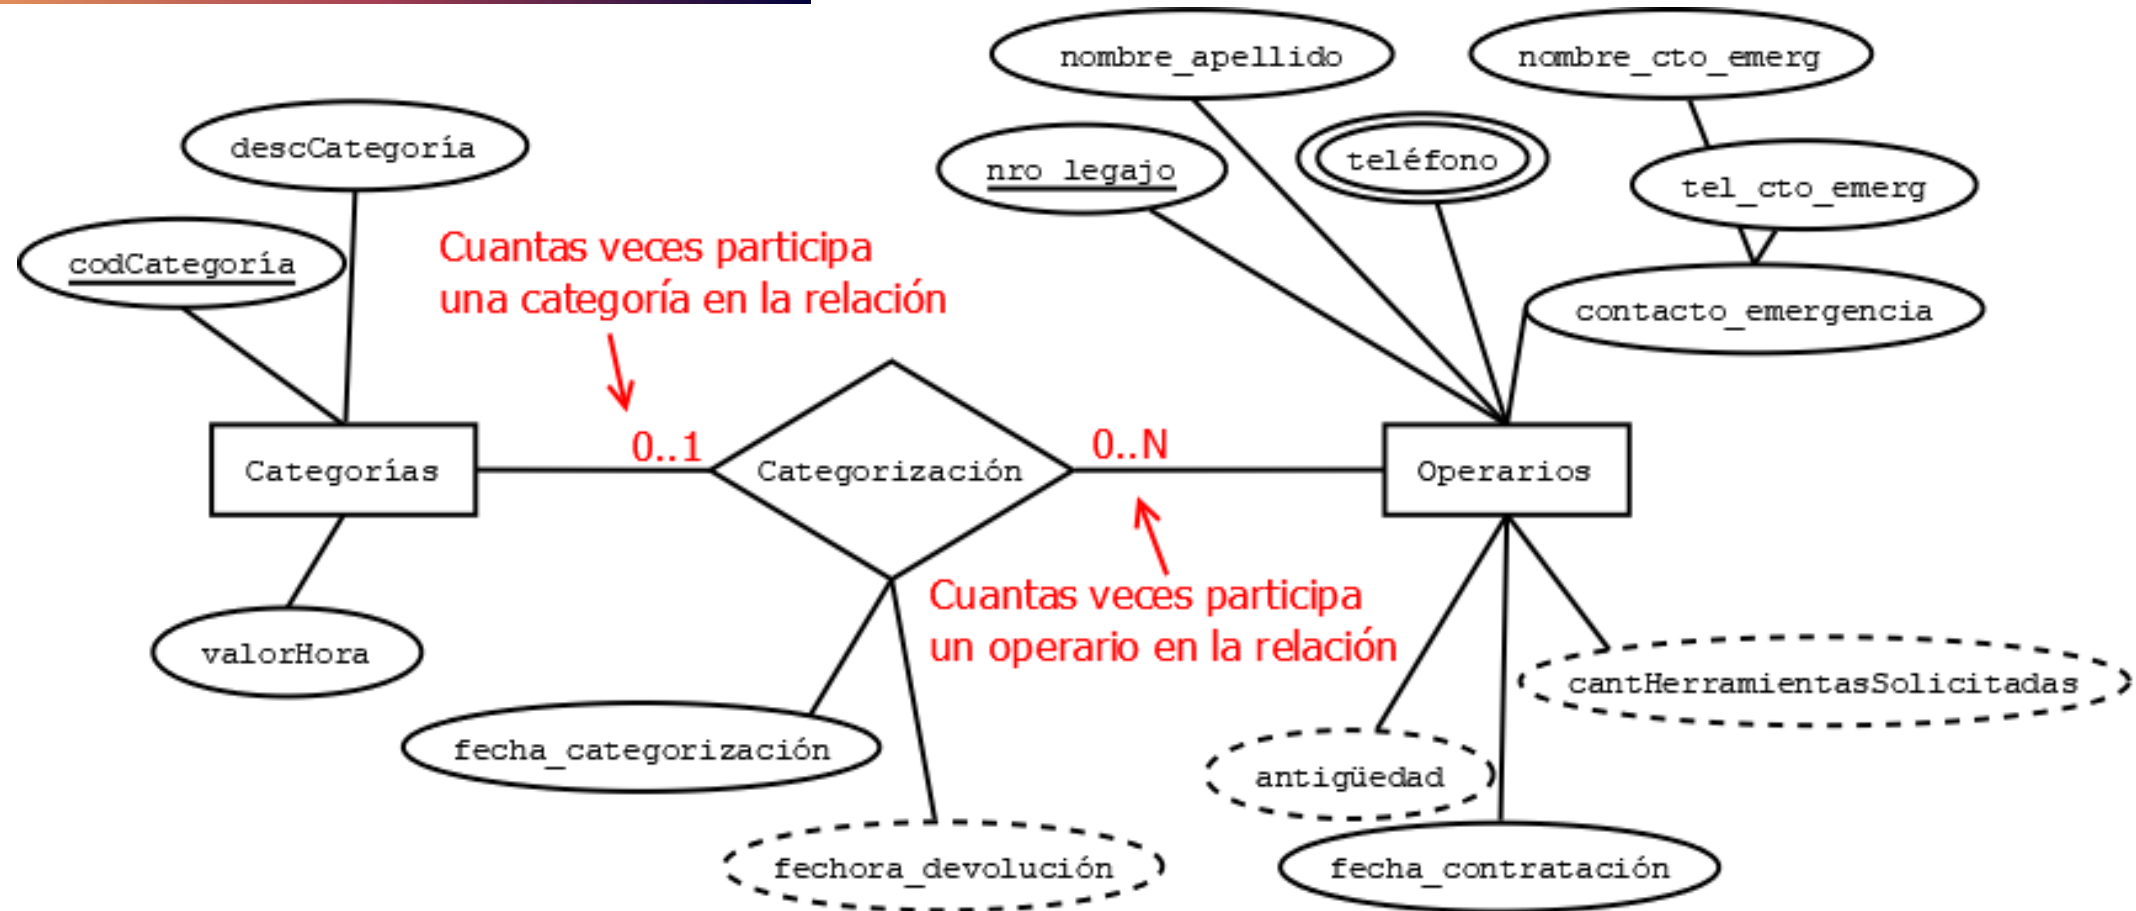 nombre_apellido
nombre_cto_emerg
descCategoría
nro_legajo
teléfono
tel_cto_emerg
codCategoría
Cuantas veces participa
una categoría en la relación
contacto_emergencia
0..1
0..N
Categorías
Categorización
Operarios
Cuantas veces participa
un operario en la relación
valorHora
cantHerramientasSolicitadas
fecha_categorización
antigüedad
fechora_devolución
fecha_contratación